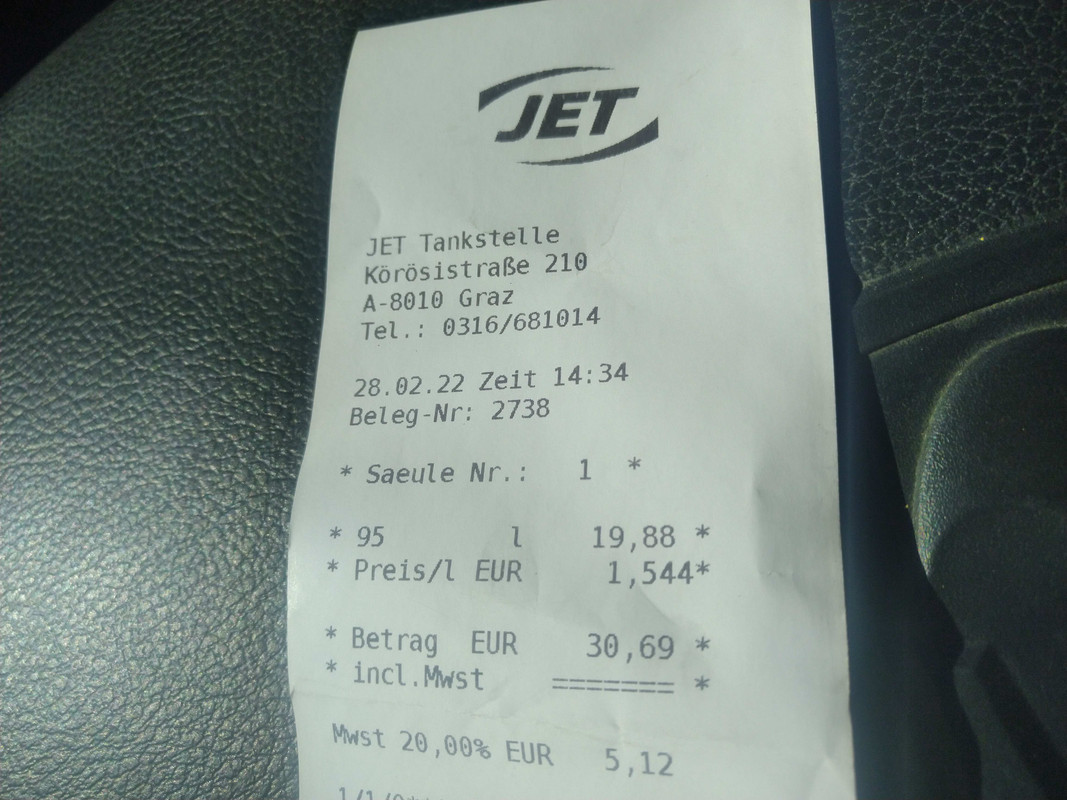 JET
JET Tankstelle
Körösistraße 210
A-8010 Graz
Tel.: 0316/681014
28.02.22 Zeit 14:34
Beleg-Nr: 2738
* Saeule Nr.: 1 *
* 95 l 19,88 *
* Preis/l EUR 1,544*
* Betrag EUR 30,69 *
* incl.Mwst ======= *
Mwst 20,00% EUR 5,12